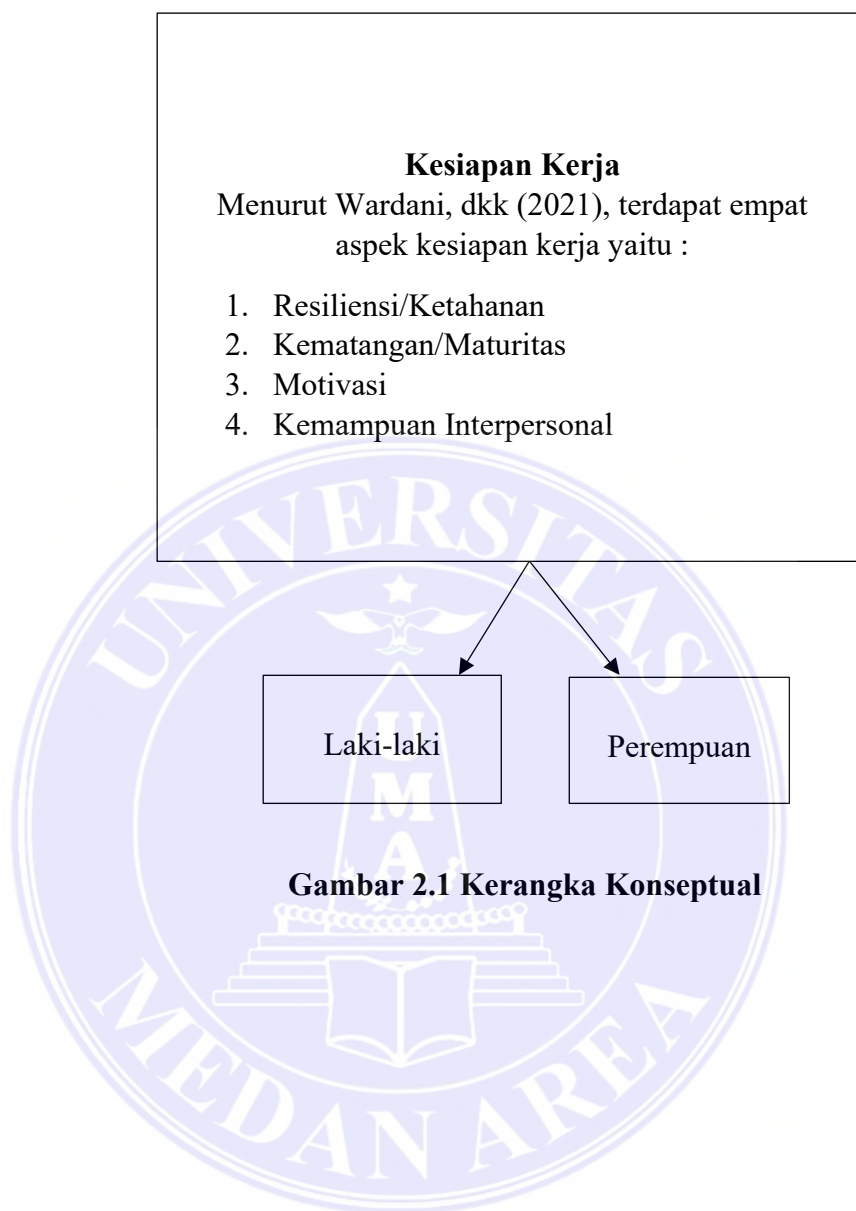 Kesiapan Kerja
Menurut Wardani, dkk (2021), terdapat empat
aspek kesiapan kerja yaitu :
1. Resiliensi/Ketahanan
2. Kematangan/Maturitas
3. Motivasi
4. Kemampuan Interpersonal
UNIVERSITAS
UMA
Laki-laki
Perempuan
Gambar 2.1 Kerangka Konseptual
MEDAN AREA